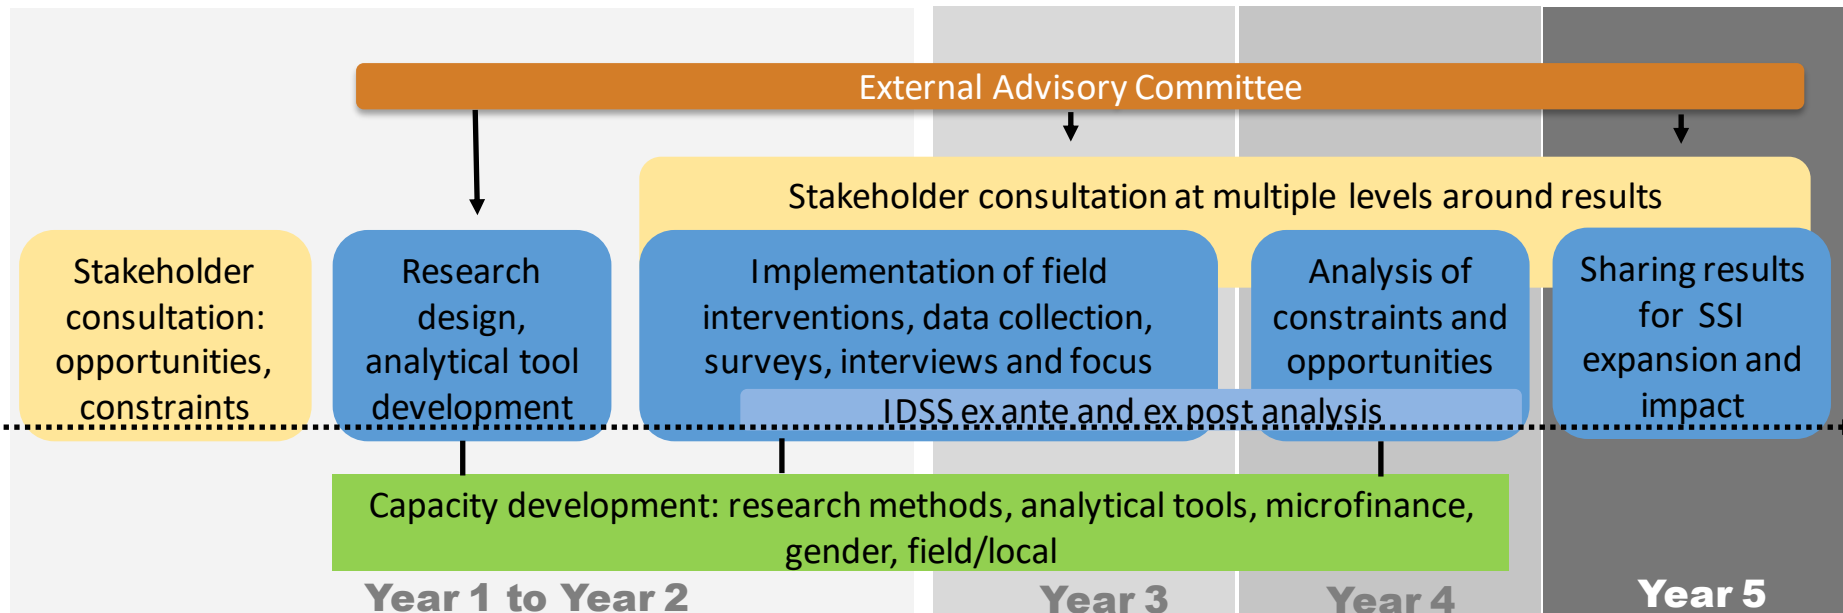 External Advisory Committee
Stakeholder consultation at multiple levels around results
Stakeholder
consultation:
opportunities,
constraints
Research
design,
analytical tool
development
Implementation of field
interventions, data collection,
surveys, interviews and focus
Analysis of
constraints and
opportunities
Sharing results
for SSI
expansion and
impact
IDSS ex ante and ex post analysis
Capacity development: research methods, analytical tools, microfinance,
gender, field/local
Year 1 to Year 2
Year 3
Year 4
Year 5